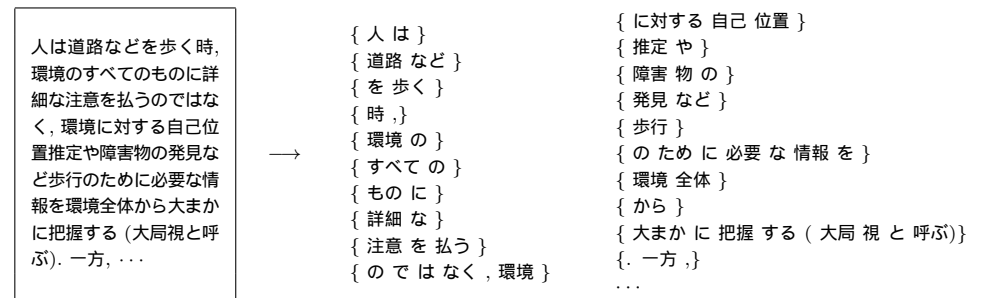 人は道路などを歩く時,
環境のすべてのものに詳
細な注意を払うのではな
く, 環境に対する自己位
置推定や障害物の発見な
ど歩行のために必要な情
報を環境全体から大まか
に把握する (大局視と呼
ぶ). 一方, ···
⟶
{ 人 は }
{ 道路 など }
{ を 歩く }
{ 時 ,}
{ 環境 の }
{ すべて の }
{ もの に }
{ 詳細 な }
{ 注意 を 払う }
{ の で は なく , 環境 }
{ に対する 自己 位置 }
{ 推定 や }
{ 障害 物 の }
{ 発見 など }
{ 歩行 }
{ の ため に 必要 な 情報 を }
{ 環境 全体 }
{ から }
{ 大まか に 把握 する ( 大局 視 と 呼ぶ)}
{. 一方 ,}
···